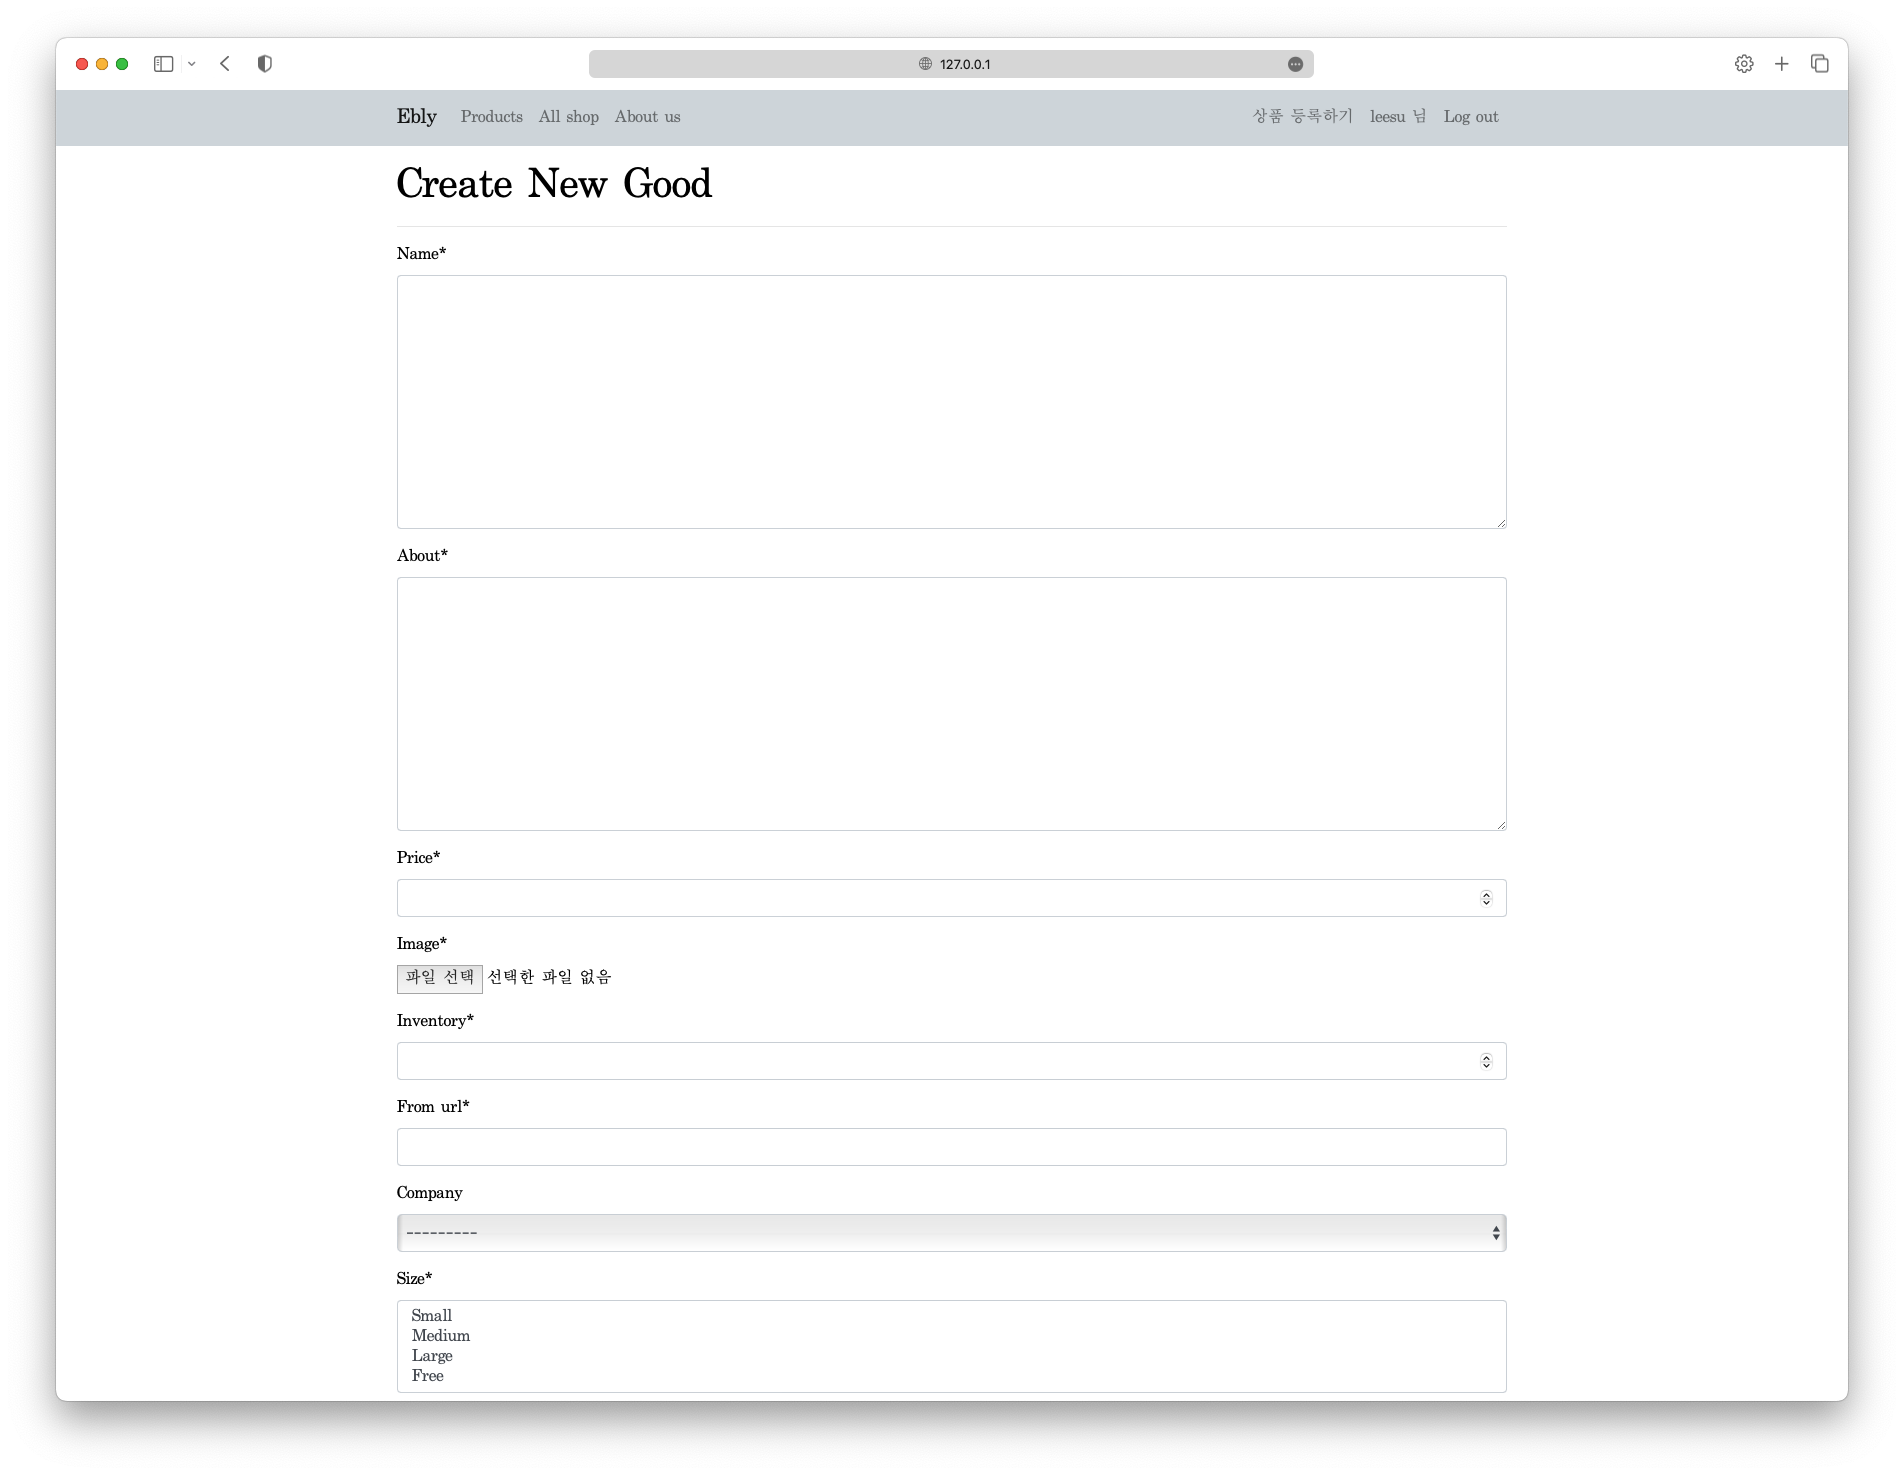 127.0.0.1
Ebly Products All shop About us 상품 등록하기 leesu 님 Log out
Create New Good
Name*
About*
Price*
Image*
파일 선택 선택한 파일 없음
Inventory*
From url*
Company
---------
Size*
Small
Medium
Large
Free